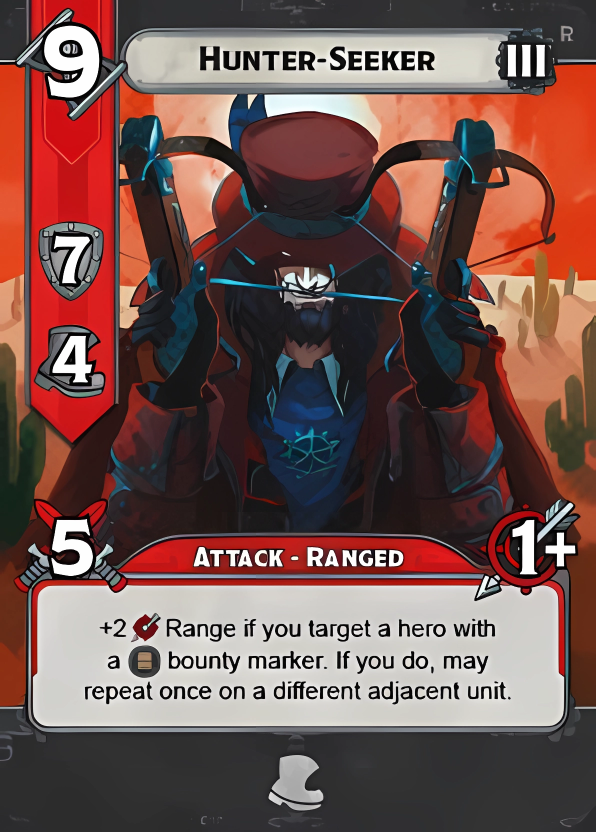 9
HUNTER-SEEKER
III
R
7
4
5
ATTACK - RANGED
1+
+2 Range if you target a hero with
a bounty marker. If you do, may
repeat once on a different adjacent unit.